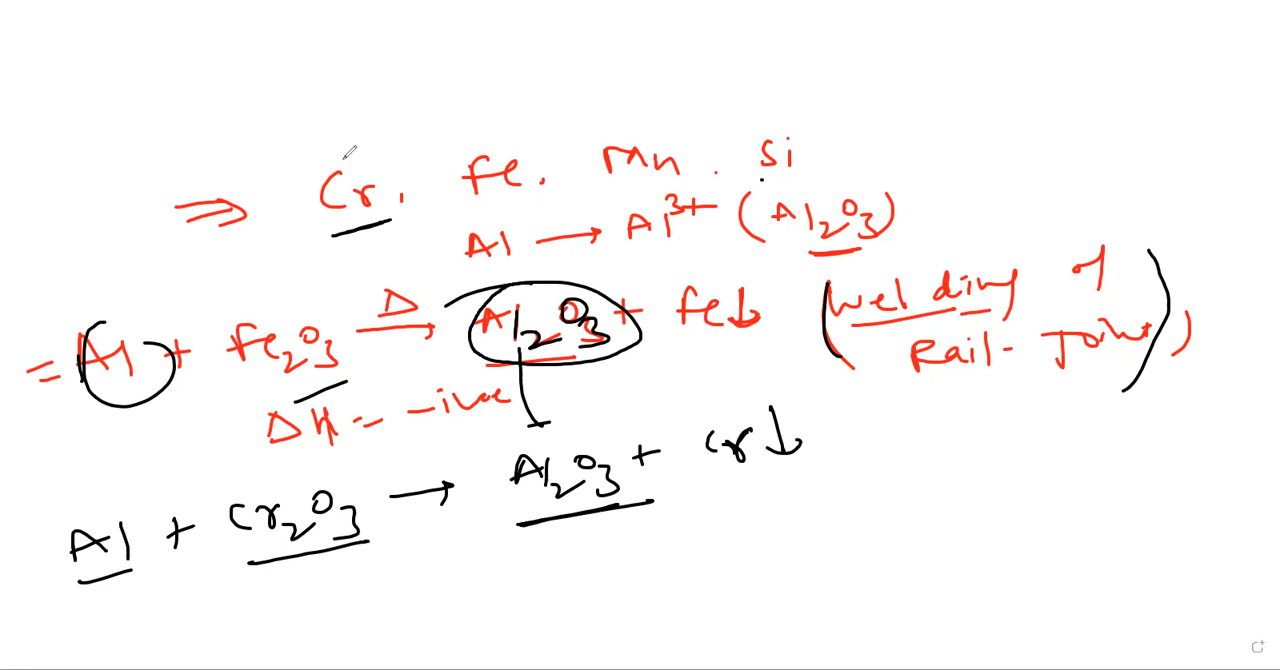 ⇒ Cr. Fe. Mn. Si
Al → Al³⁺ (Al₂O₃)
= Al + Fe₂O₃ —Δ→ Al₂O₃ + Fe↓ (Welding of Rail-Joint)
ΔH = -ive
Al + Cr₂O₃ → Al₂O₃ + Cr↓